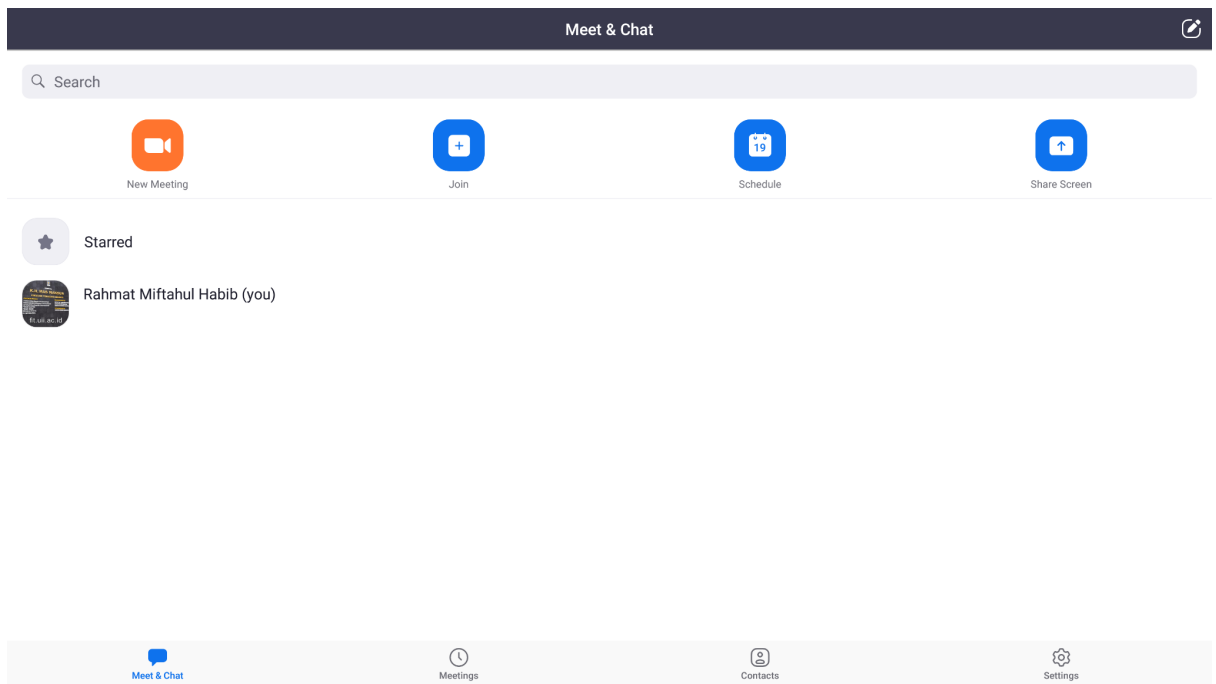 Meet & Chat
Search
New Meeting
Join
19
Schedule
Share Screen
Starred
Rahmat Miftahul Habib (you)
fit.uii.ac.id
Meet & Chat
Meetings
Contacts
Settings